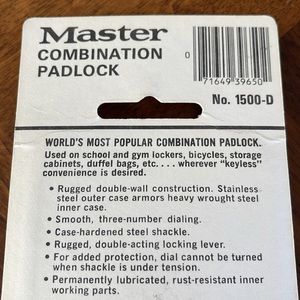 Master
COMBINATION
PADLOCK
0
71649 39650
No. 1500-D
WORLD'S MOST POPULAR COMBINATION PADLOCK.
Used on school and gym lockers, bicycles, storage
cabinets, duffel bags, etc. . . . wherever "keyless"
convenience is desired.
• Rugged double-wall construction. Stainless
steel outer case armors heavy wrought steel
inner case.
• Smooth, three-number dialing.
• Case-hardened steel shackle.
• Rugged, double-acting locking lever.
• For added protection, dial cannot be turned
when shackle is under tension.
• Permanently lubricated, rust-resistant inner
working parts.